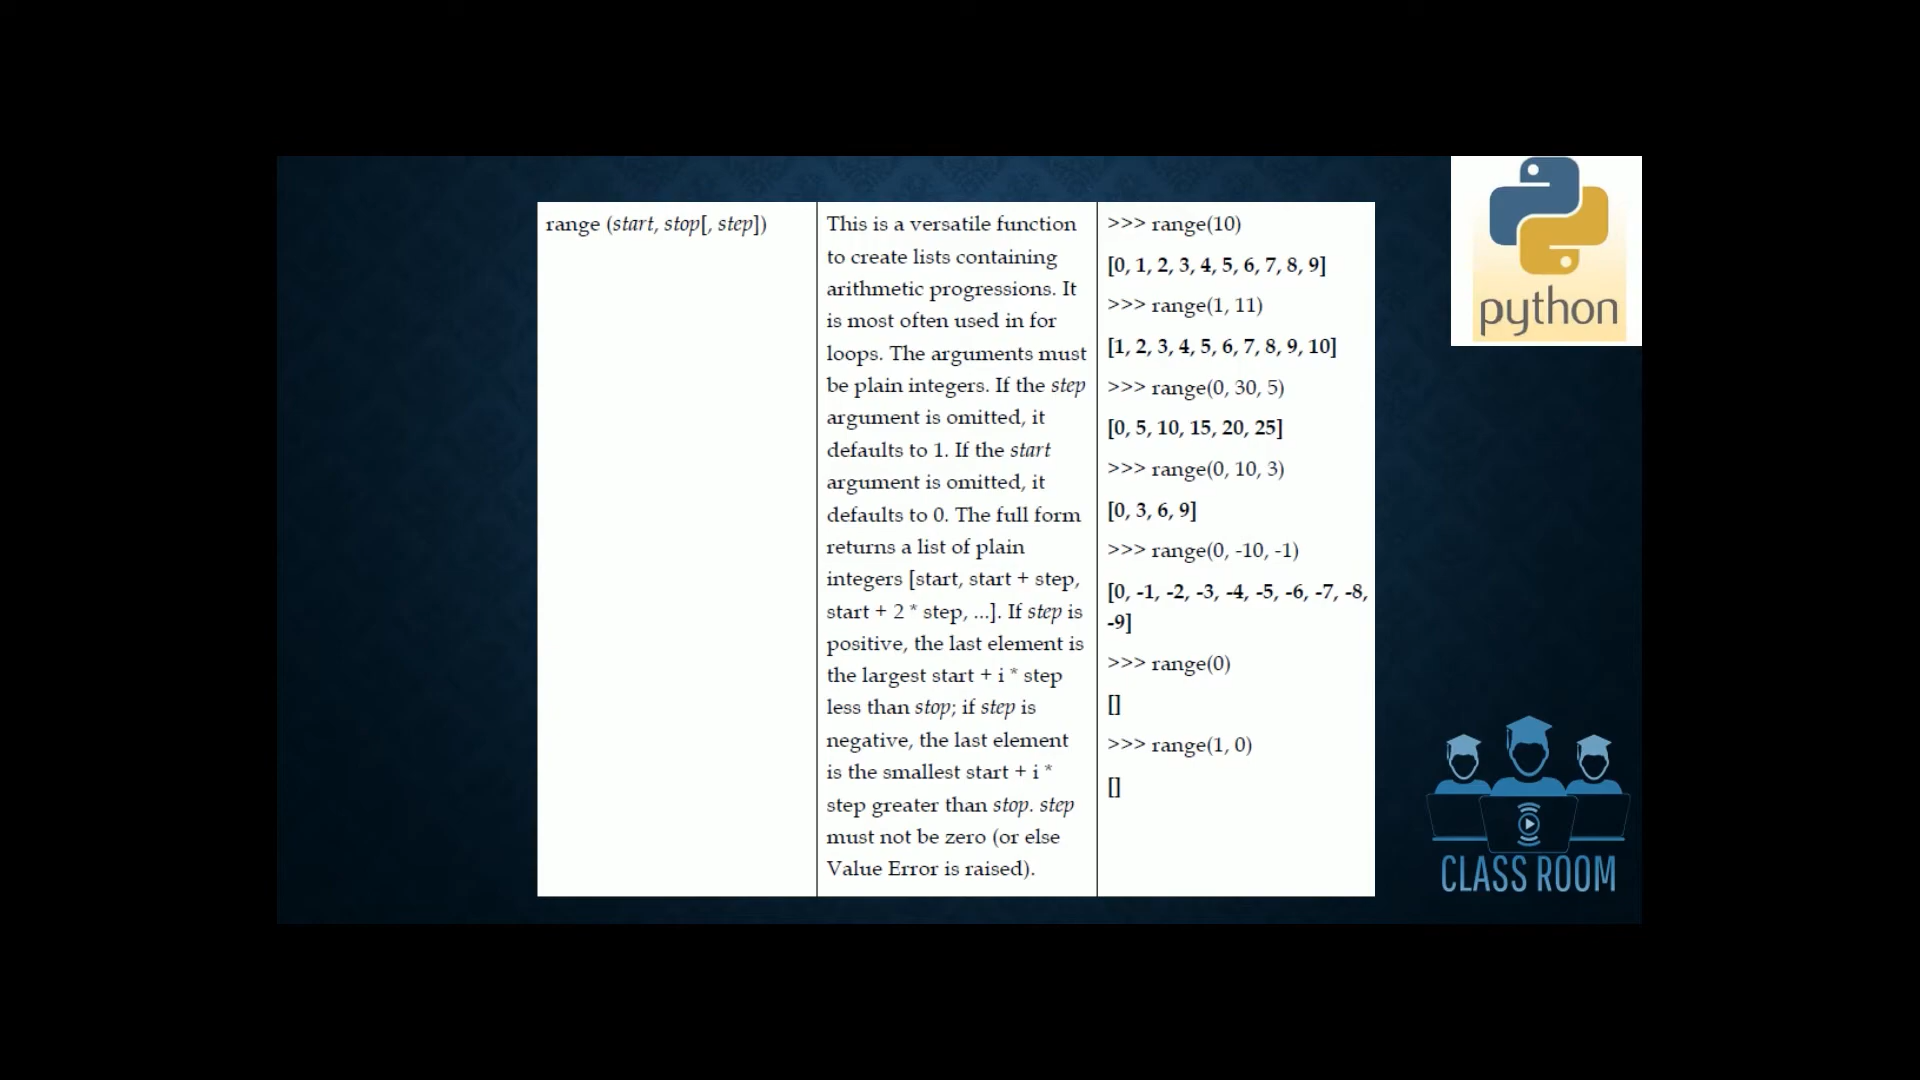 range (start, stop[, step])
This is a versatile function
to create lists containing
arithmetic progressions. It
is most often used in for
loops. The arguments must
be plain integers. If the step
argument is omitted, it
defaults to 1. If the start
argument is omitted, it
defaults to 0. The full form
returns a list of plain
integers [start, start + step,
start + 2 * step, ...]. If step is
positive, the last element is
the largest start + i * step
less than stop; if step is
negative, the last element
is the smallest start + i *
step greater than stop. step
must not be zero (or else
Value Error is raised).
>>> range(10)
[0, 1, 2, 3, 4, 5, 6, 7, 8, 9]
>>> range(1, 11)
[1, 2, 3, 4, 5, 6, 7, 8, 9, 10]
>>> range(0, 30, 5)
[0, 5, 10, 15, 20, 25]
>>> range(0, 10, 3)
[0, 3, 6, 9]
>>> range(0, -10, -1)
[0, -1, -2, -3, -4, -5, -6, -7, -8,
-9]
>>> range(0)
[]
>>> range(1, 0)
[]
python
CLASS ROOM